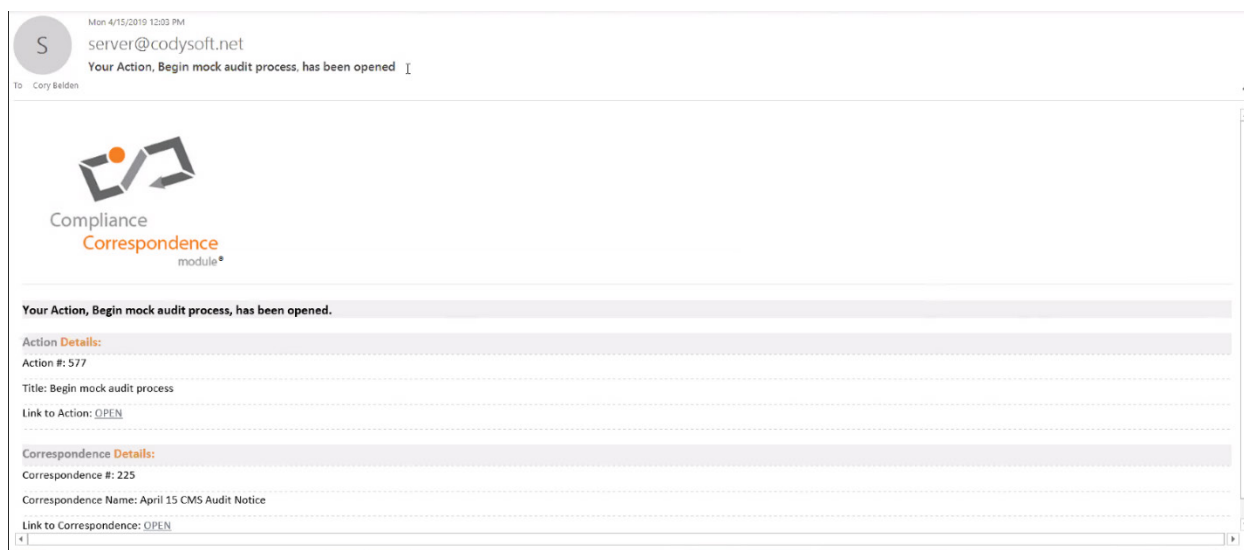 Mon 4/15/2019 12:03 PM
S
server@codysoft.net
Your Action, Begin mock audit process, has been opened
To Cory Belden
Compliance
Correspondence
module®
Your Action, Begin mock audit process, has been opened.
Action Details:
Action #: 577
Title: Begin mock audit process
Link to Action: OPEN
Correspondence Details:
Correspondence #: 225
Correspondence Name: April 15 CMS Audit Notice
Link to Correspondence: OPEN